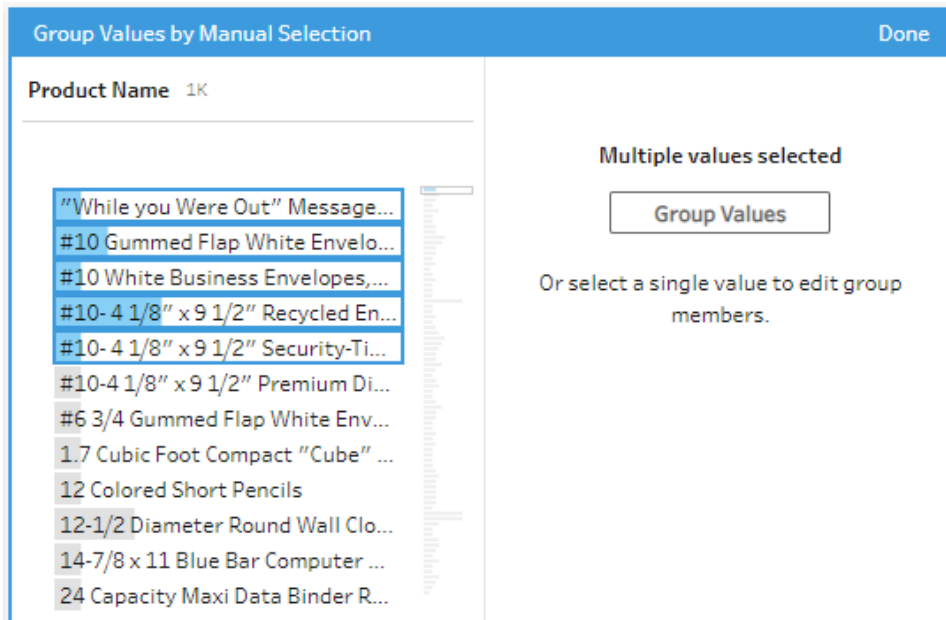 Group Values by Manual Selection Done
Product Name 1K
"While you Were Out" Message...
#10 Gummed Flap White Envelo...
#10 White Business Envelopes,...
#10- 4 1/8" x 9 1/2" Recycled En...
#10- 4 1/8" x 9 1/2" Security-Ti...
#10-4 1/8" x 9 1/2" Premium Di...
#6 3/4 Gummed Flap White Env...
1.7 Cubic Foot Compact "Cube" ...
12 Colored Short Pencils
12-1/2 Diameter Round Wall Clo...
14-7/8 x 11 Blue Bar Computer ...
24 Capacity Maxi Data Binder R...
Multiple values selected
Group Values
Or select a single value to edit group
members.